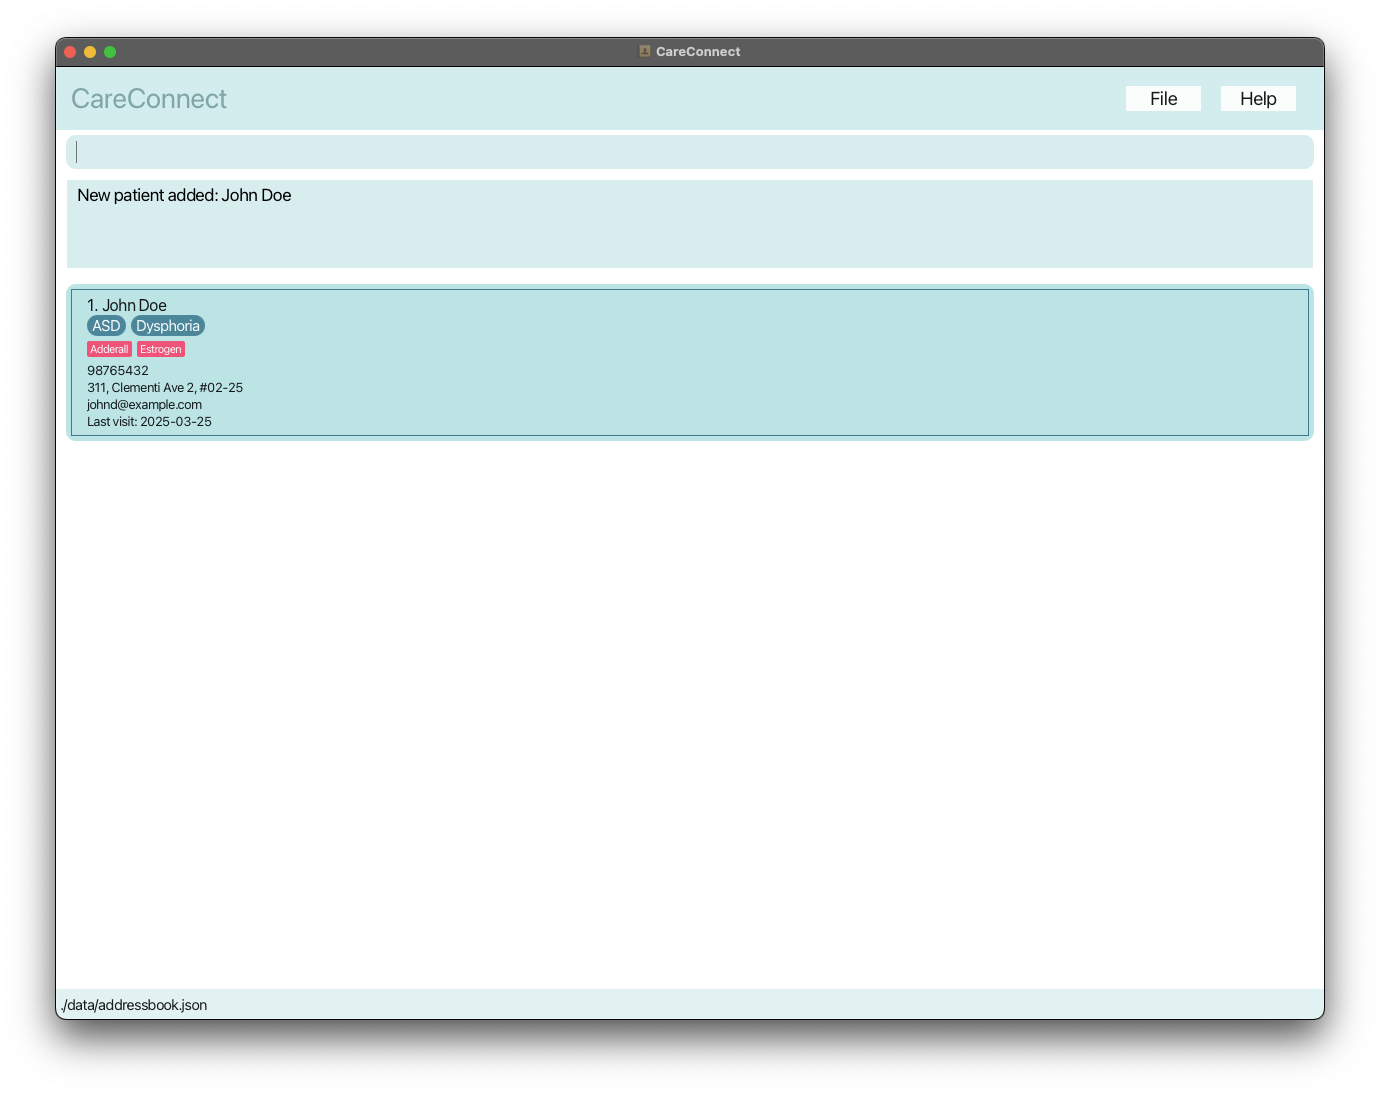 CareConnect
CareConnect
File Help
New patient added: John Doe
1. John Doe
ASD Dysphoria
Adderall Estrogen
98765432
311, Clementi Ave 2, #02-25
johnd@example.com
Last visit: 2025-03-25
./data/addressbook.json